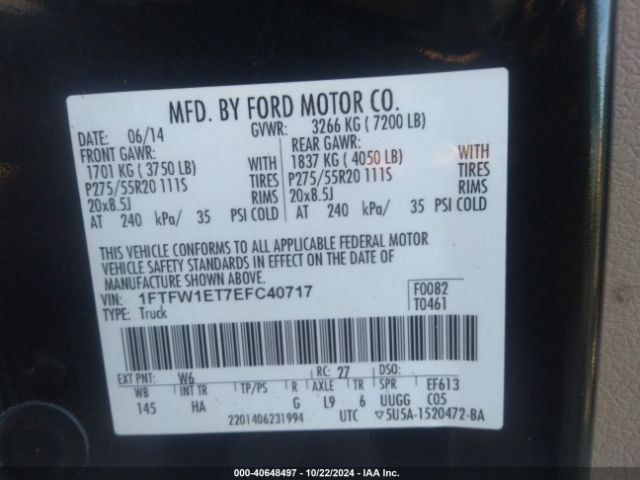 MFD. BY FORD MOTOR CO.
DATE: 06/14 GVWR: 3266 KG ( 7200 LB)
FRONT GAWR: REAR GAWR:
1701 KG ( 3750 LB) WITH 1837 KG ( 4050 LB) WITH
P275/55R20 111S TIRES P275/55R20 111S TIRES
20x8.5J RIMS 20x8.5J RIMS
AT 240 kPa/ 35 PSI COLD AT 240 kPa/ 35 PSI COLD
THIS VEHICLE CONFORMS TO ALL APPLICABLE FEDERAL MOTOR
VEHICLE SAFETY STANDARDS IN EFFECT ON THE DATE OF
MANUFACTURE SHOWN ABOVE.
VIN: 1FTFW1ET7EFC40717 F0082
TYPE: Truck T0461
EXT PNT: W6 RC: 27 DSO:
WB INT TR TP/PS R AXLE TR SPR EF613
145 HA G L9 6 UUGG C05
2201406231994 UTC ▽5U5A-1520472-BA
000-40648497 - 10/22/2024 - IAA Inc.